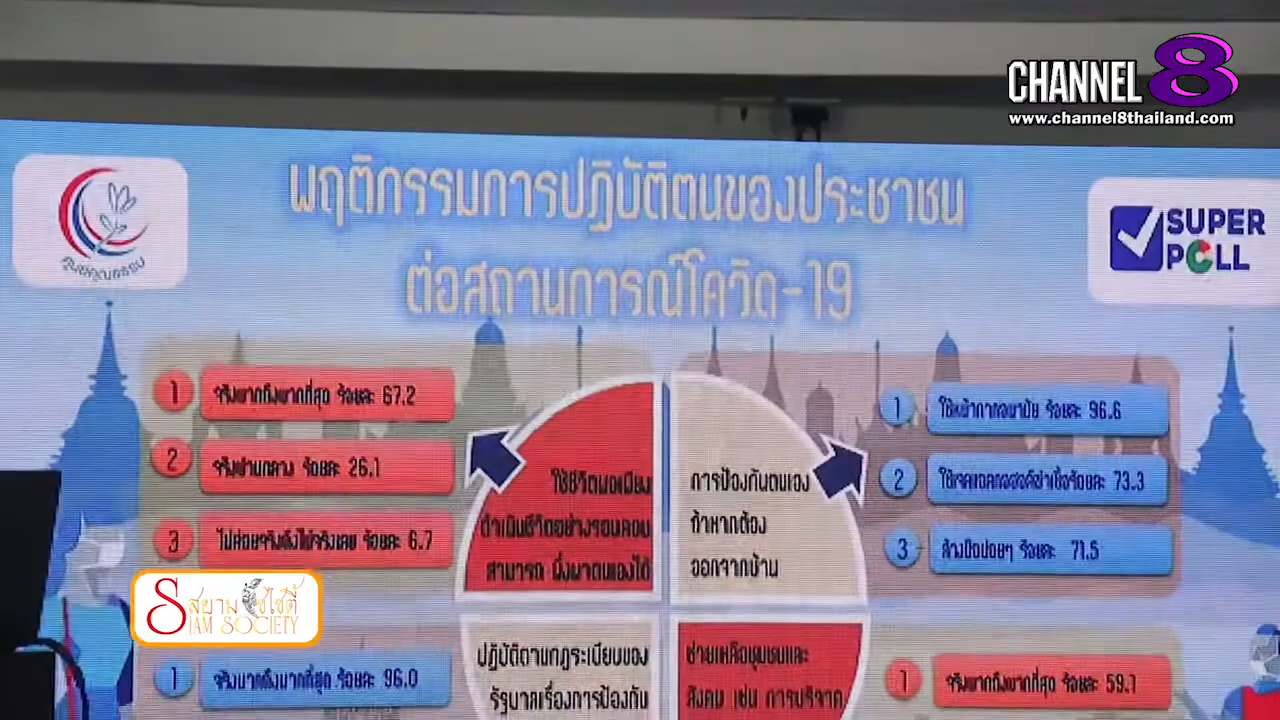 CHANNEL 8
www.channel8thailand.com
ศูนย์คุณธรรม
SUPER
POLL
พฤติกรรมการปฏิบัติตนของประชาชน
ต่อสถานการณ์โควิด-19
1 จริงมากถึงมากที่สุด ร้อยละ 67.2
2 จริงปานกลาง ร้อยละ 26.1
3 ไม่ค่อยจริงถึงไม่จริงเลย ร้อยละ 6.7
ใช้ชีวิตพอเพียง
ดำเนินชีวิตอย่างรอบคอบ
สามารถ พึ่งพาตนเองได้
การป้องกันตนเอง
ถ้าหากต้อง
ออกจากบ้าน
1 ใช้หน้ากากอนามัย ร้อยละ 96.6
2 ใช้เจลแอลกอฮอล์ฆ่าเชื้อร้อยละ 73.3
3 ล้างมือบ่อยๆ ร้อยละ 71.5
สยามโซไซตี้
SIAM SOCIETY
1 จริงมากถึงมากที่สุด ร้อยละ 96.0
ปฏิบัติตามกฎระเบียบของ
รัฐบาลเรื่องการป้องกัน
ช่วยเหลือชุมชนและ
สังคม เช่น การบริจาค
1 จริงมากถึงมากที่สุด ร้อยละ 59.1